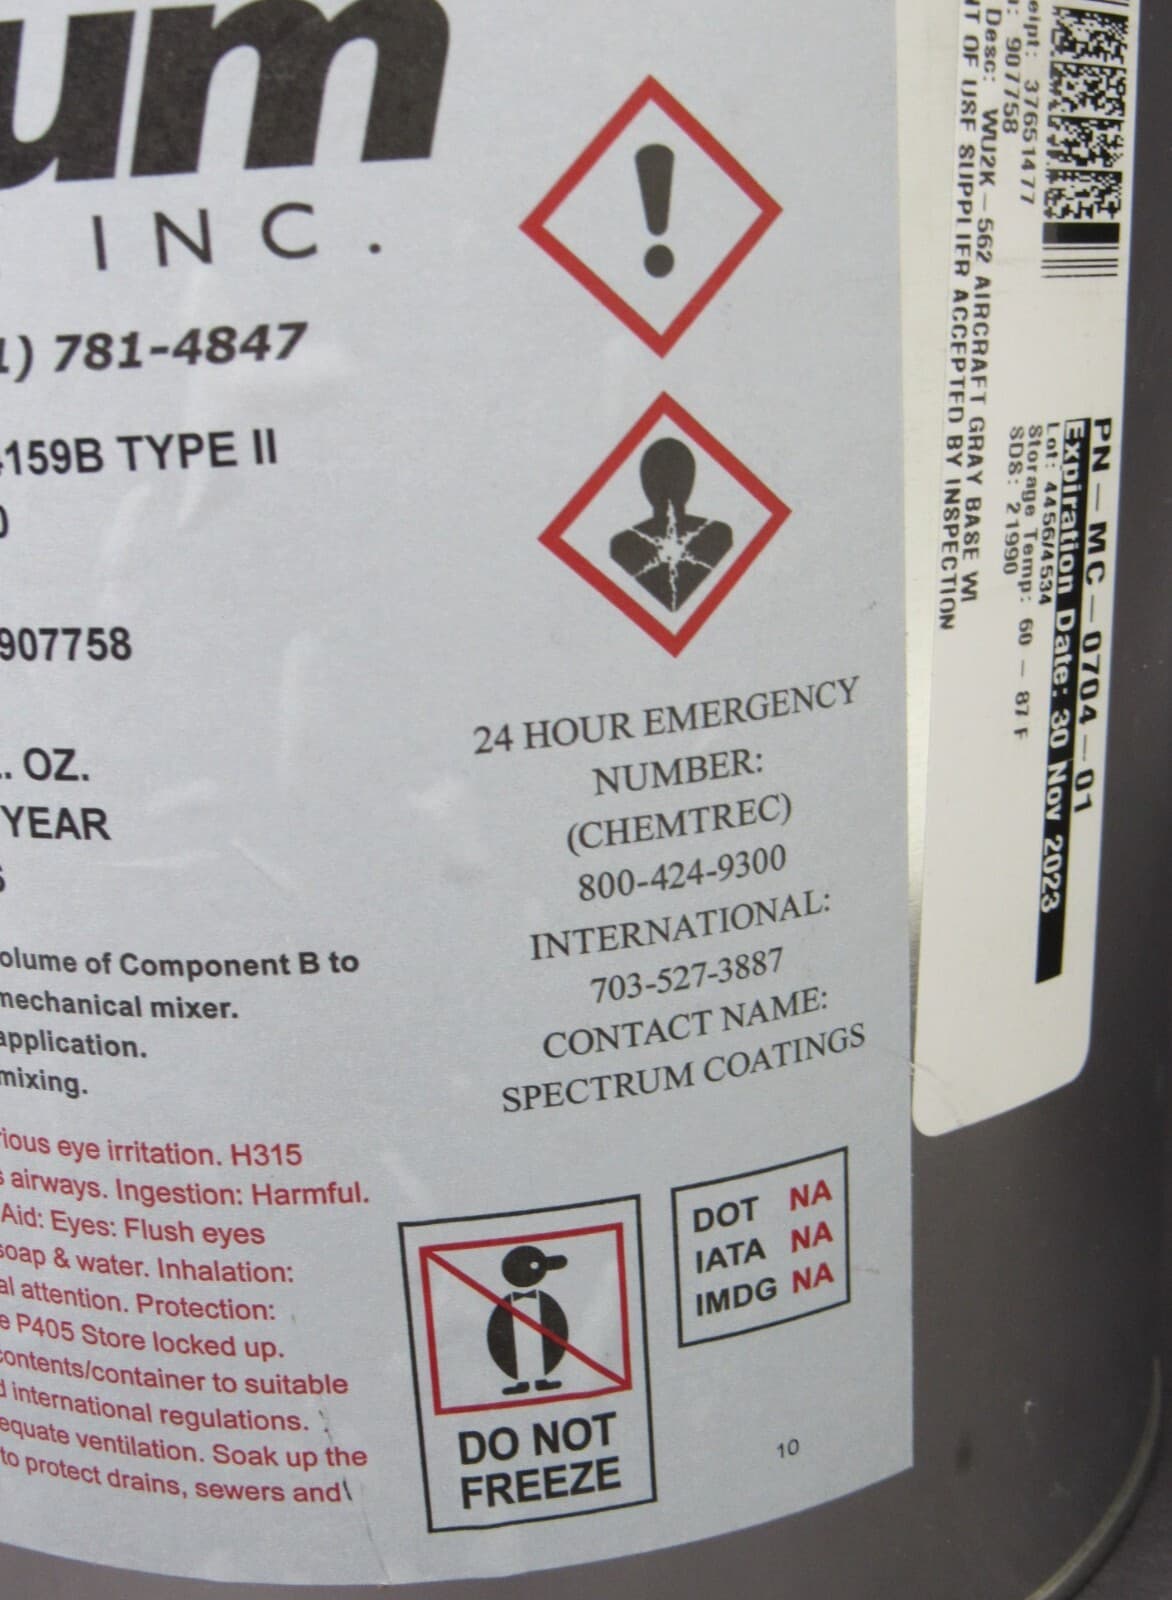 um
INC.
1) 781-4847
159B TYPE II
0
907758
. OZ.
YEAR
olume of Component B to
mechanical mixer.
application.
mixing.
rious eye irritation. H315
s airways. Ingestion: Harmful.
Aid: Eyes: Flush eyes
soap & water. Inhalation:
al attention. Protection:
e P405 Store locked up.
contents/container to suitable
d international regulations.
equate ventilation. Soak up the
to protect drains, sewers and
24 HOUR EMERGENCY
NUMBER:
(CHEMTREC)
800-424-9300
INTERNATIONAL:
703-527-3887
CONTACT NAME:
SPECTRUM COATINGS
DO NOT
FREEZE
DOT NA
IATA NA
IMDG NA
10
PN-MC-0704-01
Expiration Date: 30 Nov 2023
Lot: 4456/4534
Storage Temp: 60 - 87 F
SDS: 21990
eipt: 37651477
: 907758
Desc: WU2K-562 AIRCRAFT GRAY BASE WI
NT OF USE SUPPLIER ACCEPTED BY INSPECTION